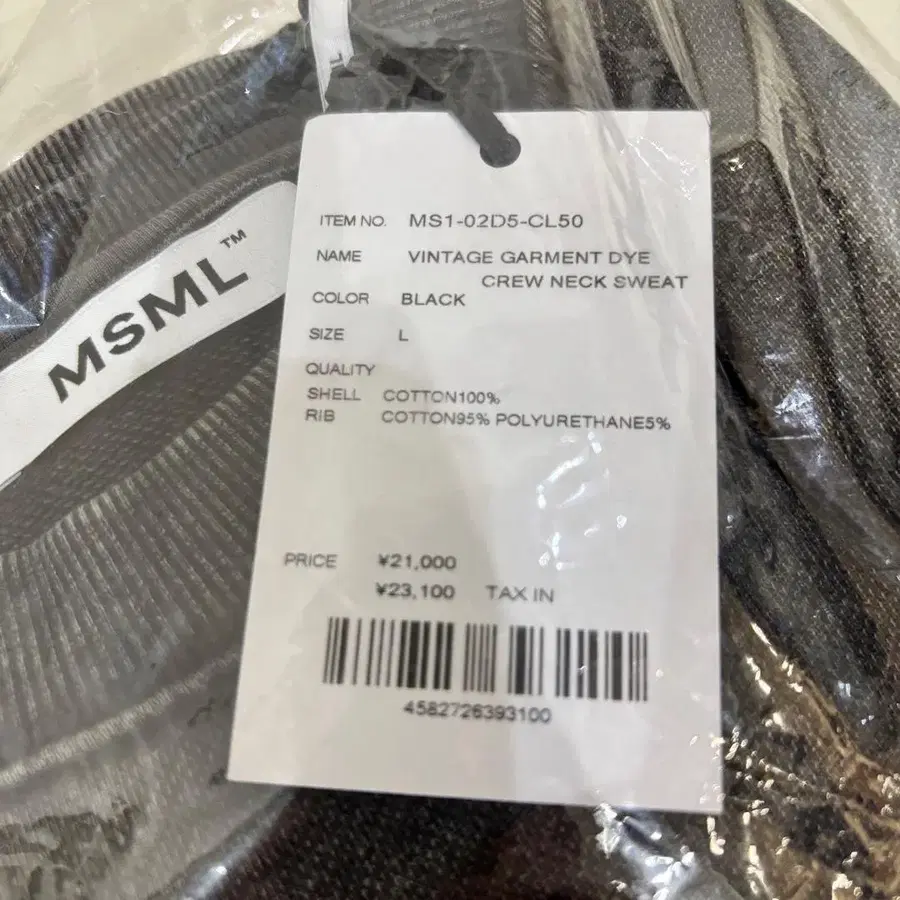 MSML™
ITEM NO. MS1-02D5-CL50
NAME VINTAGE GARMENT DYE
CREW NECK SWEAT
COLOR BLACK
SIZE L
QUALITY
SHELL COTTON100%
RIB COTTON95% POLYURETHANE5%
PRICE ¥21,000
¥23,100 TAX IN
4582726393100